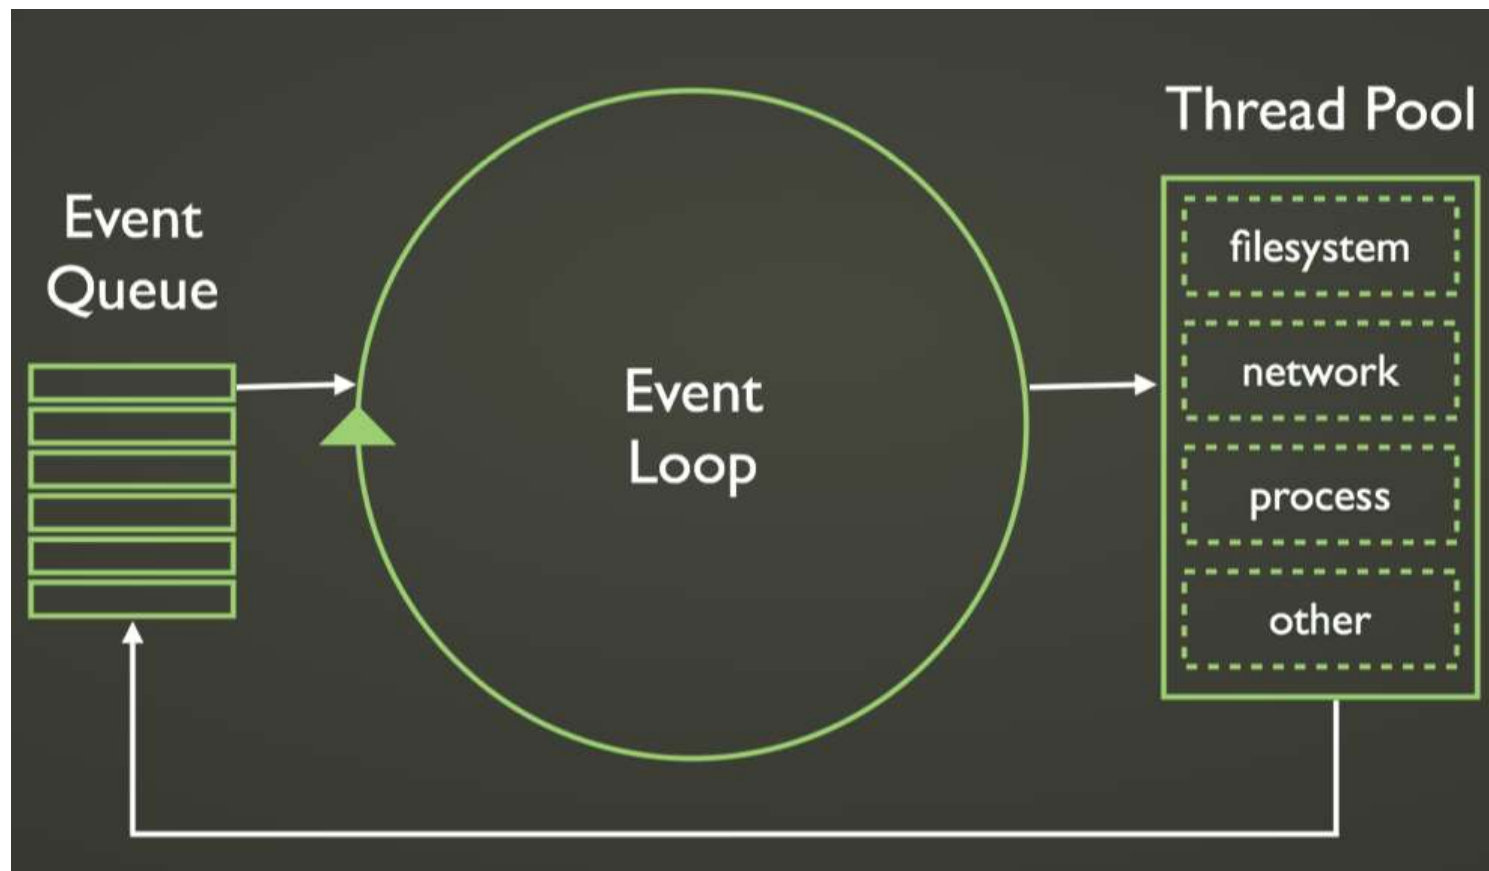 Event
Queue
Event
Loop
Thread Pool
filesystem
network
process
other